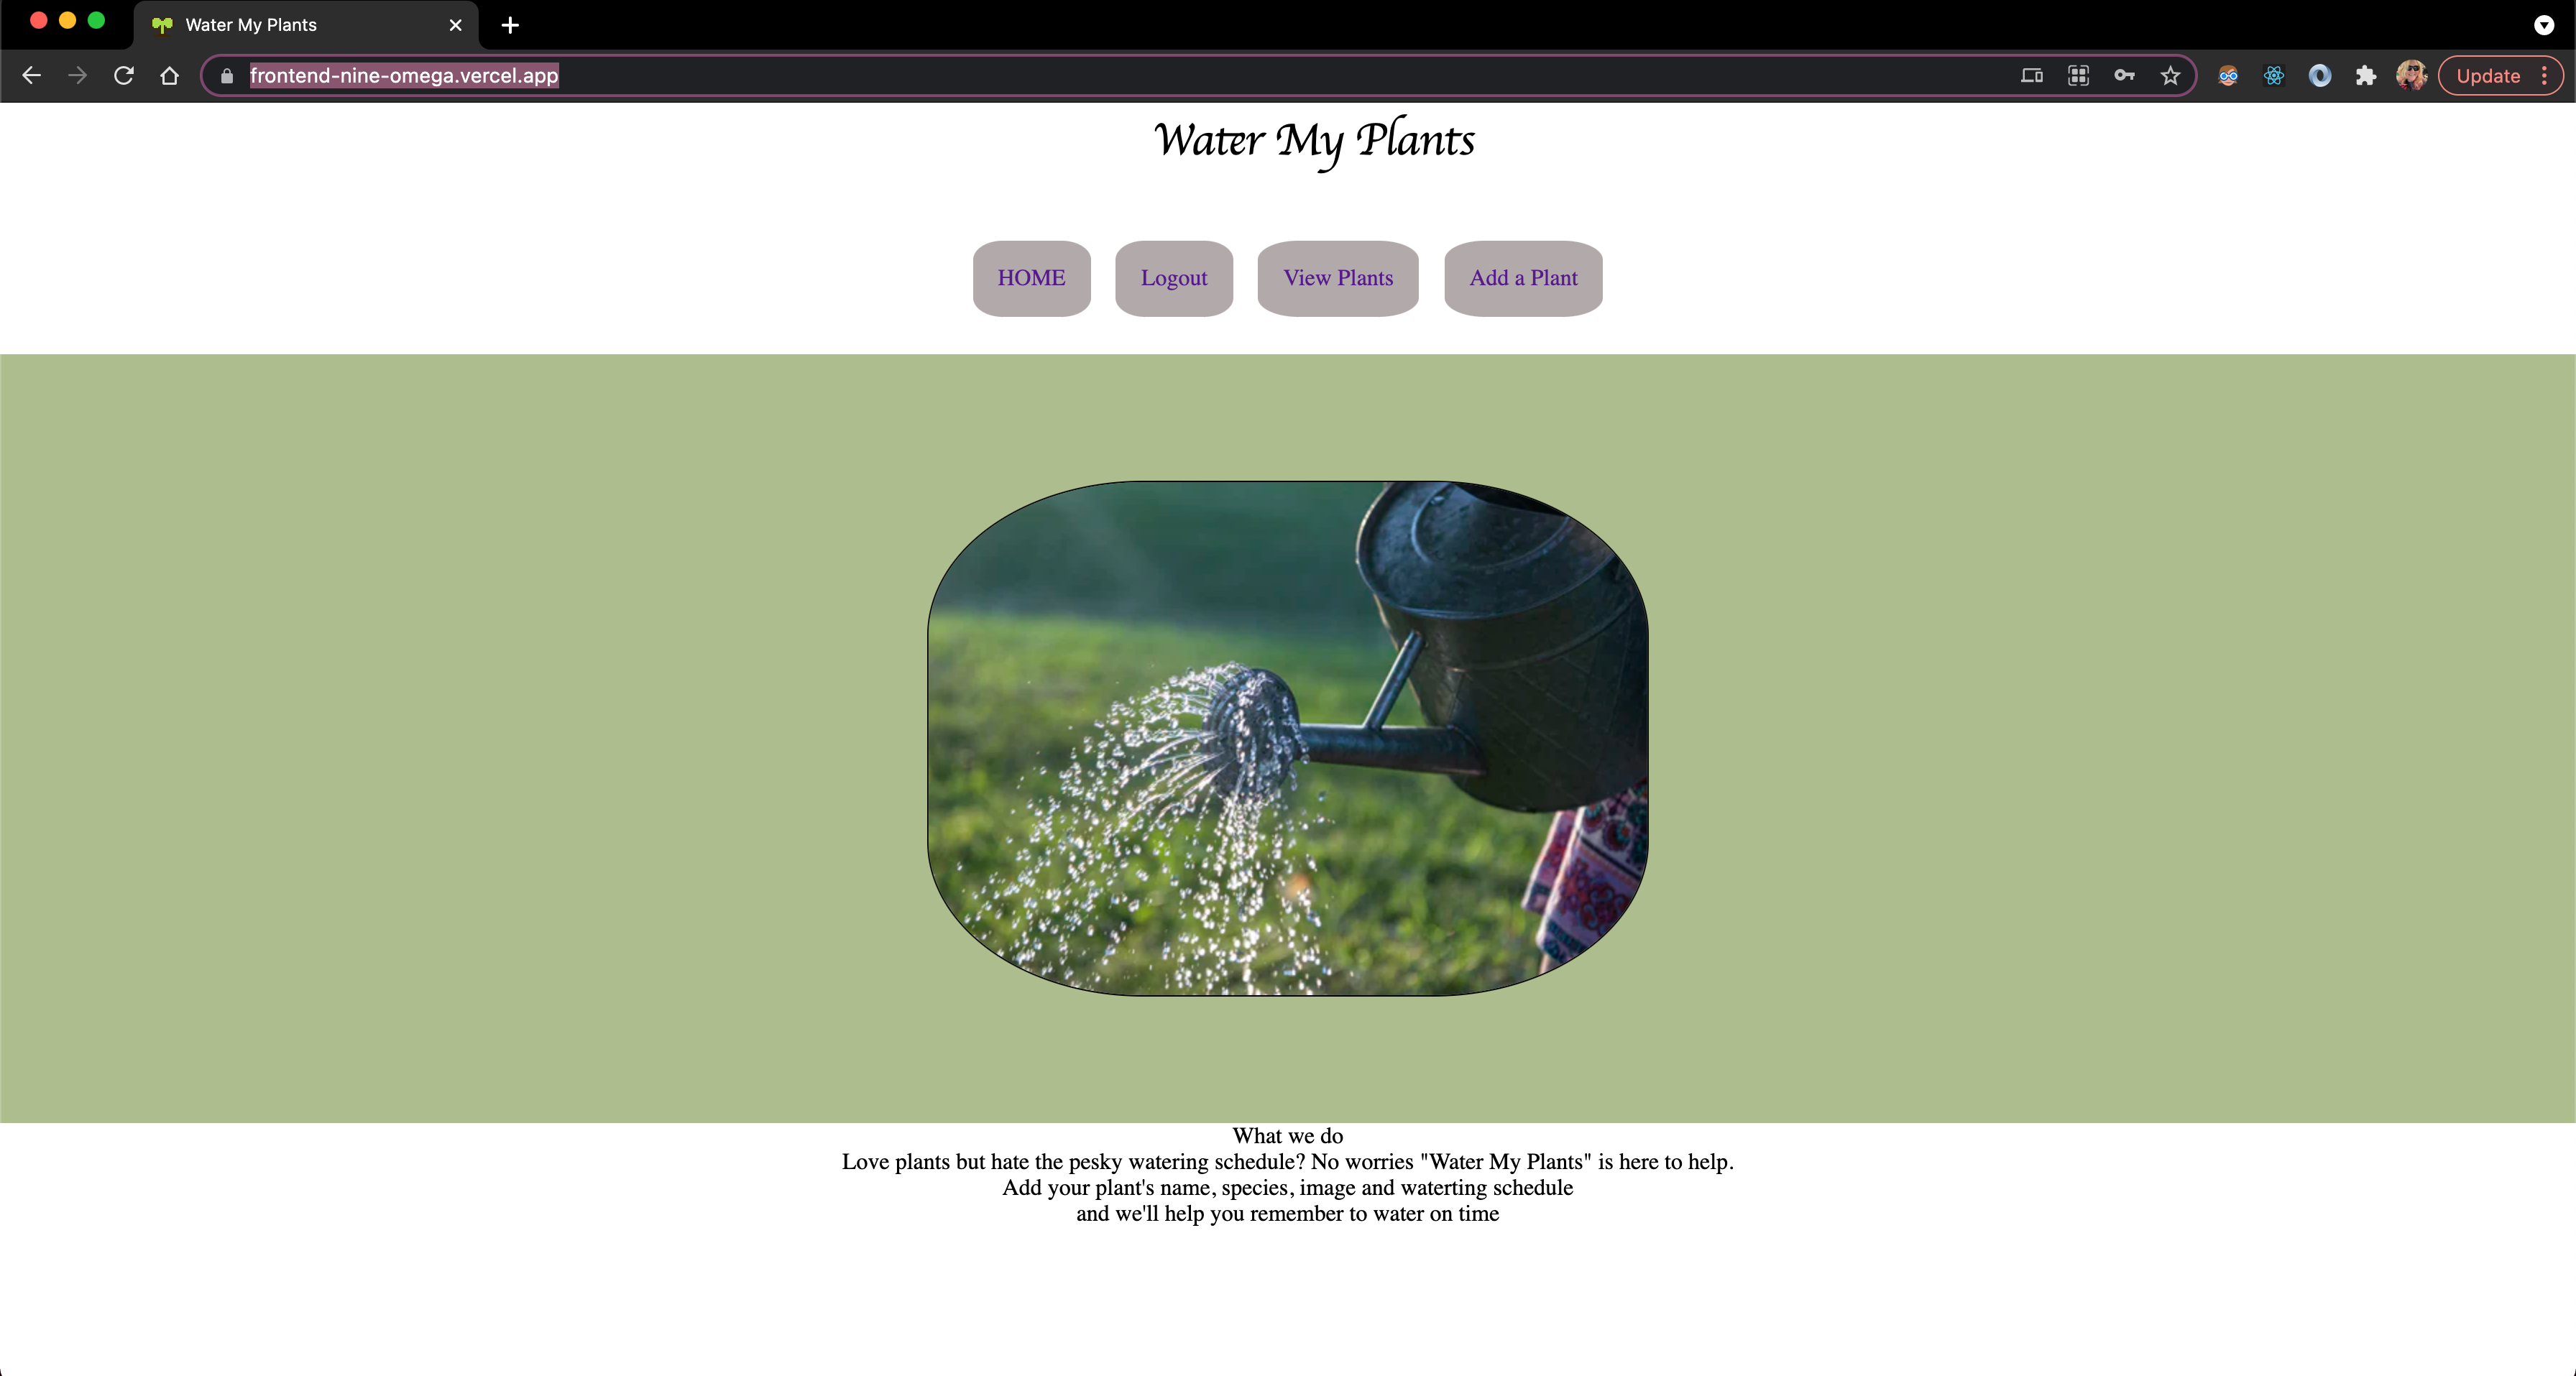 Water My Plants
frontend-nine-omega.vercel.app
Update
Water My Plants
HOME Logout View Plants Add a Plant
What we do
Love plants but hate the pesky watering schedule? No worries "Water My Plants" is here to help.
Add your plant's name, species, image and waterting schedule
and we'll help you remember to water on time